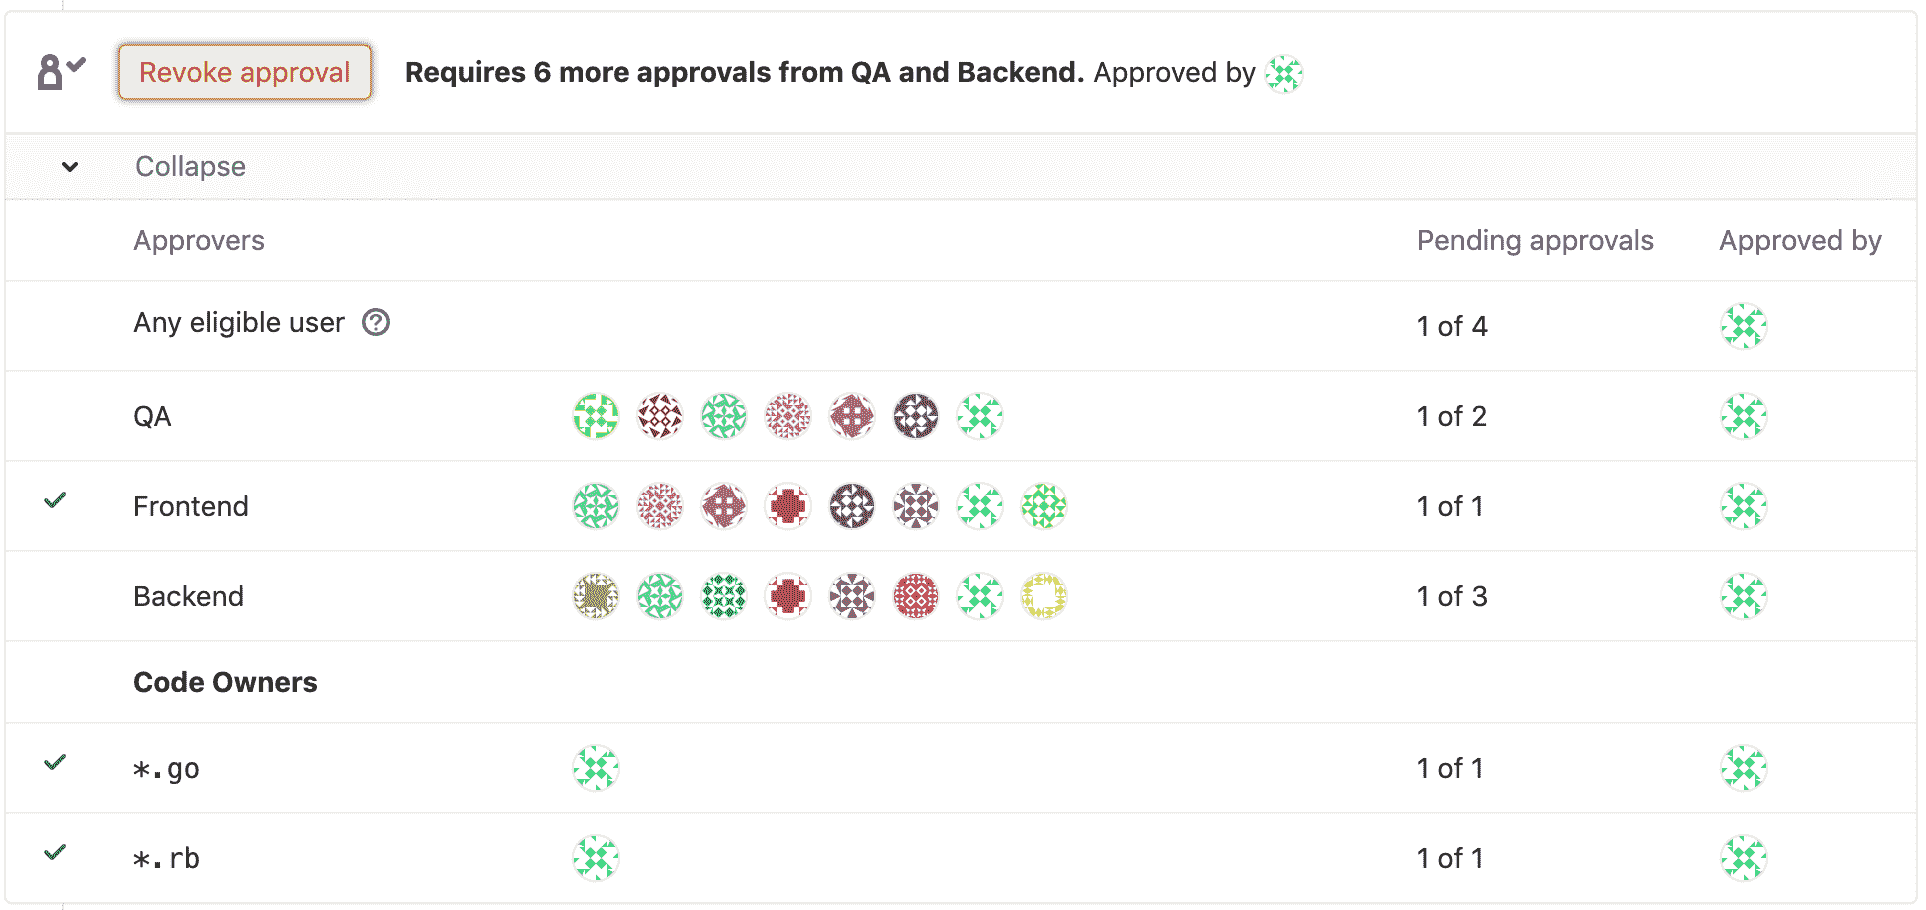 Revoke approval Requires 6 more approvals from QA and Backend. Approved by
Collapse
Approvers Pending approvals Approved by
Any eligible user ? 1 of 4
QA 1 of 2
Frontend 1 of 1
Backend 1 of 3
Code Owners
*.go 1 of 1
*.rb 1 of 1